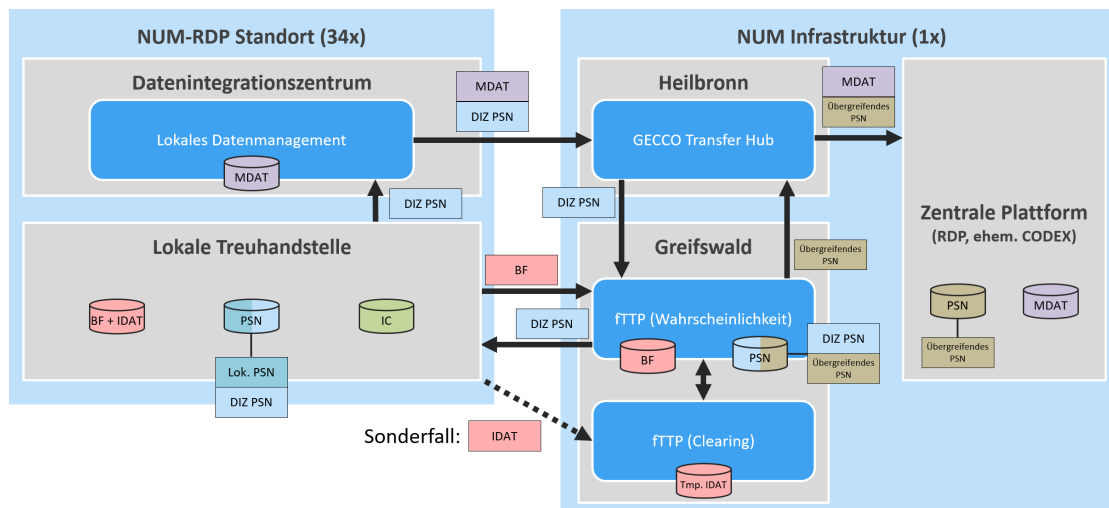 NUM-RDP Standort (34x)
Datenintegrationszentrum
Lokales Datenmanagement
MDAT
MDAT
DIZ PSN
DIZ PSN
Lokale Treuhandstelle
BF + IDAT
PSN
IC
Lok. PSN
DIZ PSN
BF
DIZ PSN
Sonderfall:
IDAT
NUM Infrastruktur (1x)
Heilbronn
GECCO Transfer Hub
MDAT
Übergreifendes
PSN
DIZ PSN
Greifswald
Übergreifendes
PSN
fTTP (Wahrscheinlichkeit)
BF
PSN
DIZ PSN
Übergreifendes
PSN
fTTP (Clearing)
Tmp. IDAT
Zentrale Plattform
(RDP, ehem. CODEX)
PSN
MDAT
Übergreifendes
PSN